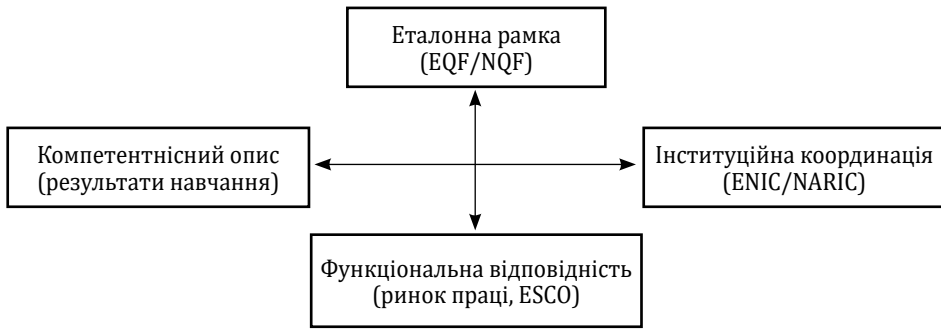 Еталонна рамка
(EQF/NQF)
Компетентнісний опис
(результати навчання)
Інституційна координація
(ENIC/NARIC)
Функціональна відповідність
(ринок праці, ESCO)